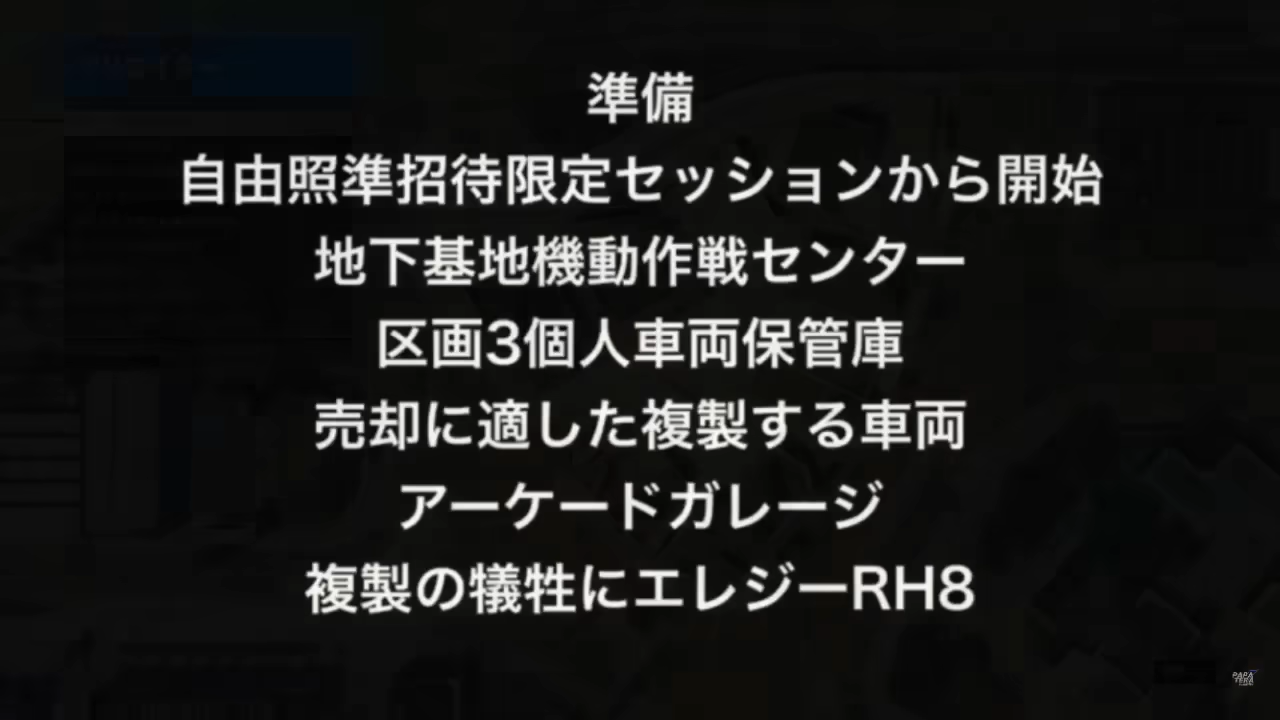 準備
自由照準招待限定セッションから開始
地下基地機動作戦センター
区画3個人車両保管庫
売却に適した複製する車両
アーケードガレージ
複製の犠牲にエレジーRH8